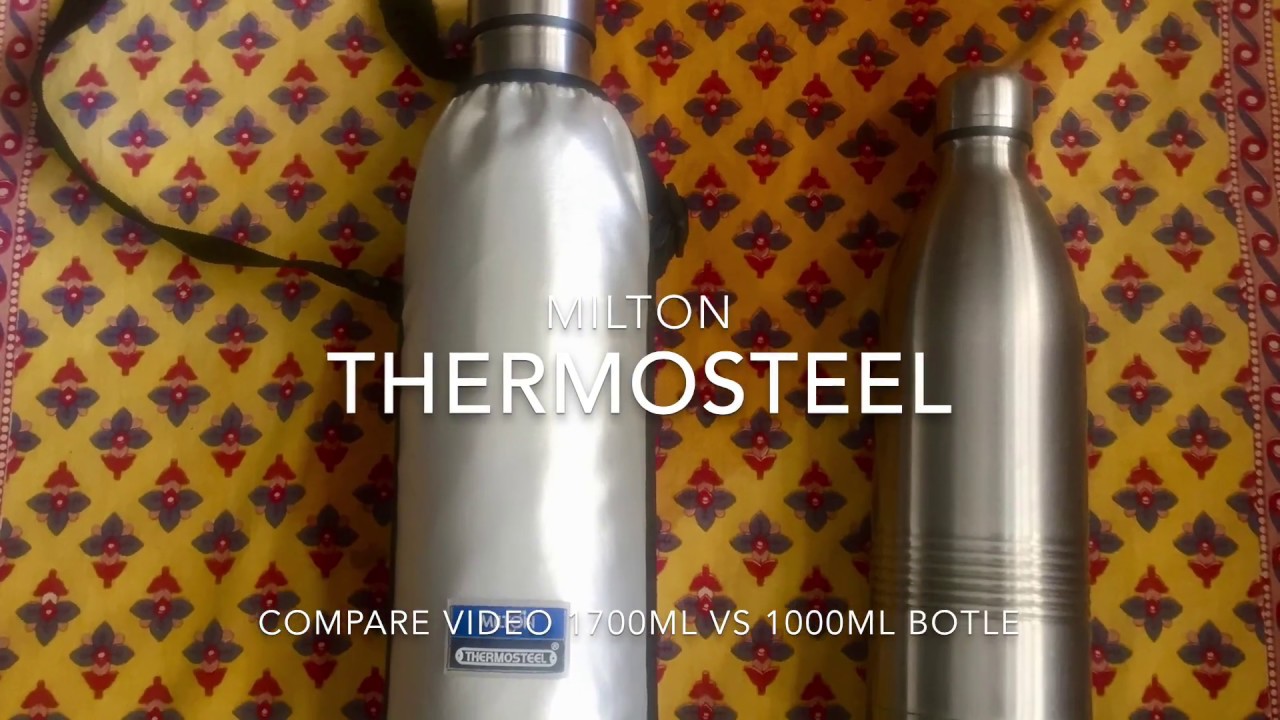 MILTON
THERMOSTEEL
COMPARE VIDEO 1700ML VS 1000ML BOTLE
THERMOSTEEL®